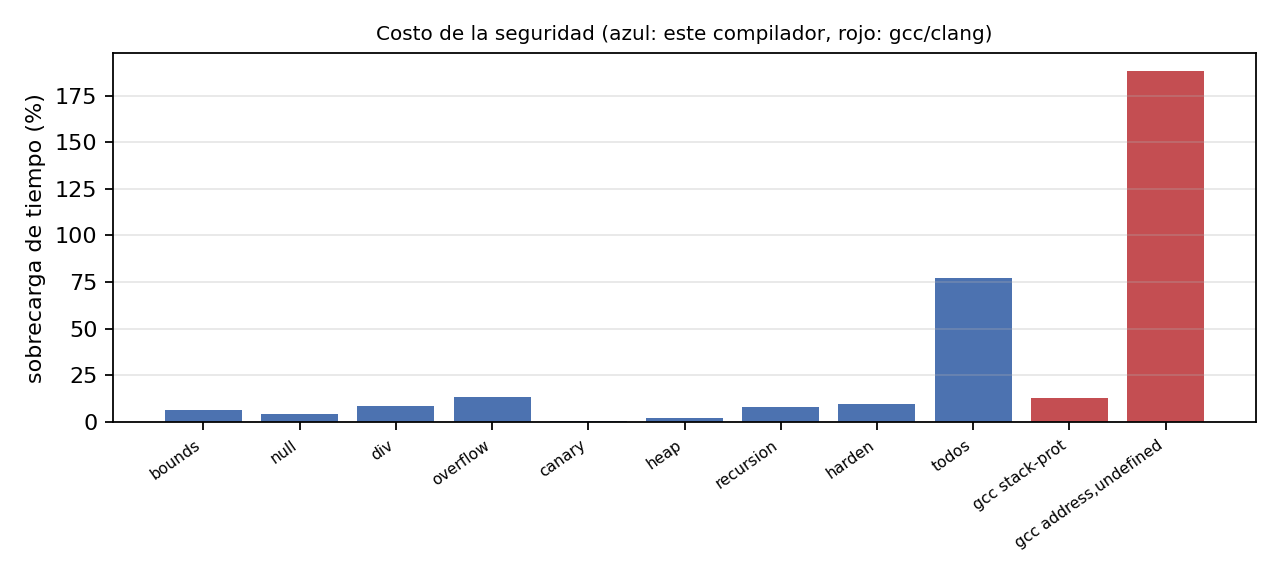 Costo de la seguridad (azul: este compilador, rojo: gcc/clang)
sobrecarga de tiempo (%)
175
150
125
100
75
50
25
0
bounds
null
div
overflow
canary
heap
recursion
harden
todos
gcc stack-prot
gcc address,undefined